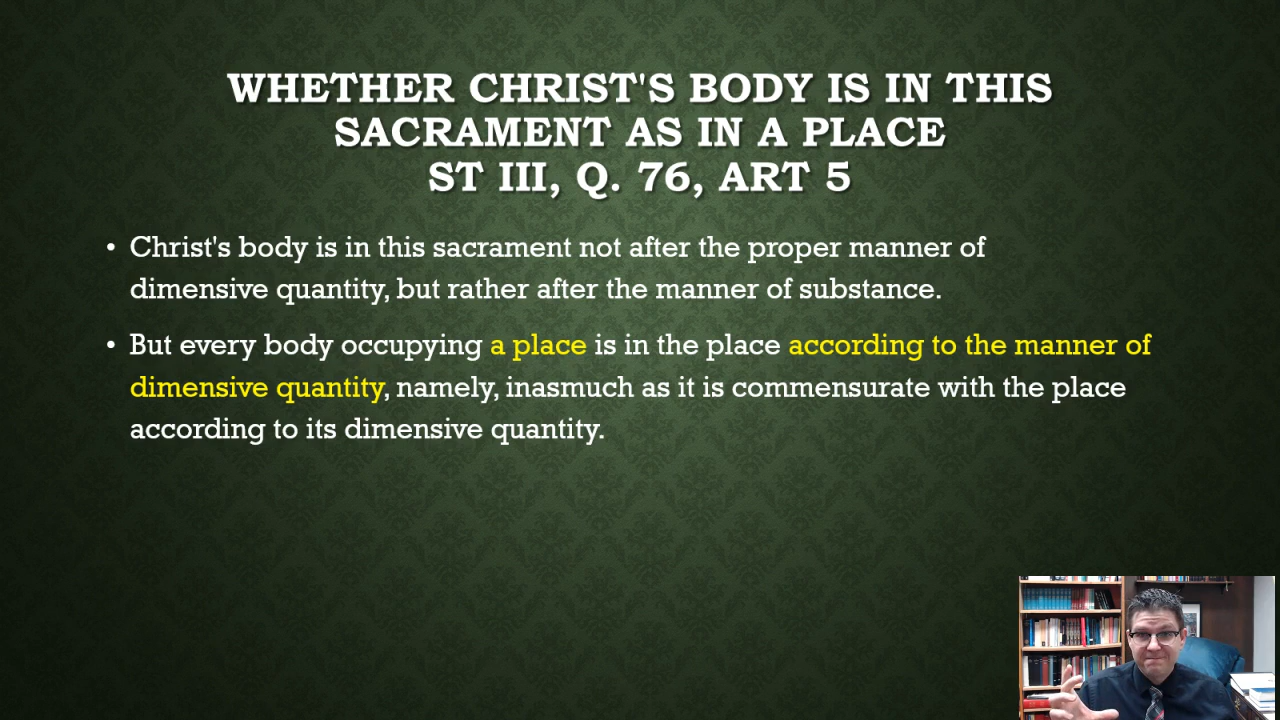 WHETHER CHRIST'S BODY IS IN THIS
SACRAMENT AS IN A PLACE
ST III, Q. 76, ART 5
• Christ's body is in this sacrament not after the proper manner of
dimensive quantity, but rather after the manner of substance.
• But every body occupying a place is in the place according to the manner of
dimensive quantity, namely, inasmuch as it is commensurate with the place
according to its dimensive quantity.